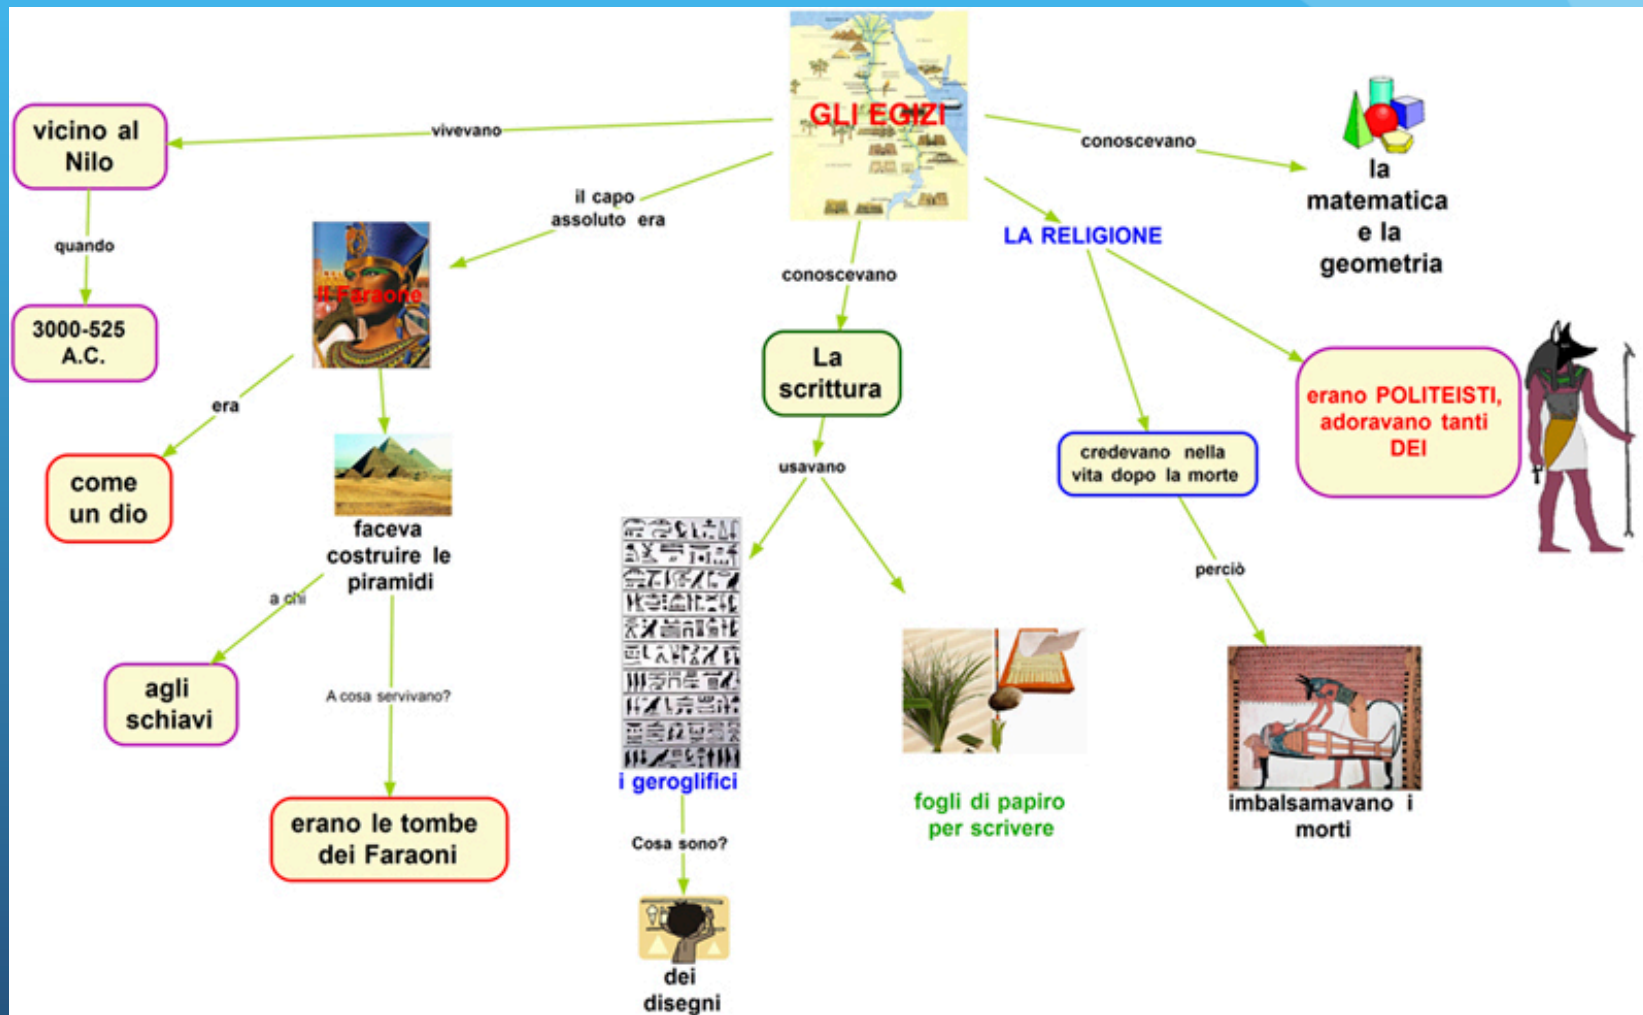 GLI EGIZI
vivevano
vicino al
Nilo
quando
3000-525
A.C.
il capo
assoluto era
Il Faraone
era
come
un dio
faceva
costruire le
piramidi
a chi
agli
schiavi
A cosa servivano?
erano le tombe
dei Faraoni
conoscevano
La
scrittura
usavano
i geroglifici
Cosa sono?
dei
disegni
fogli di papiro
per scrivere
LA RELIGIONE
credevano nella
vita dopo la morte
perciò
imbalsamavano i
morti
erano POLITEISTI,
adoravano tanti
DEI
conoscevano
la
matematica
e la
geometria